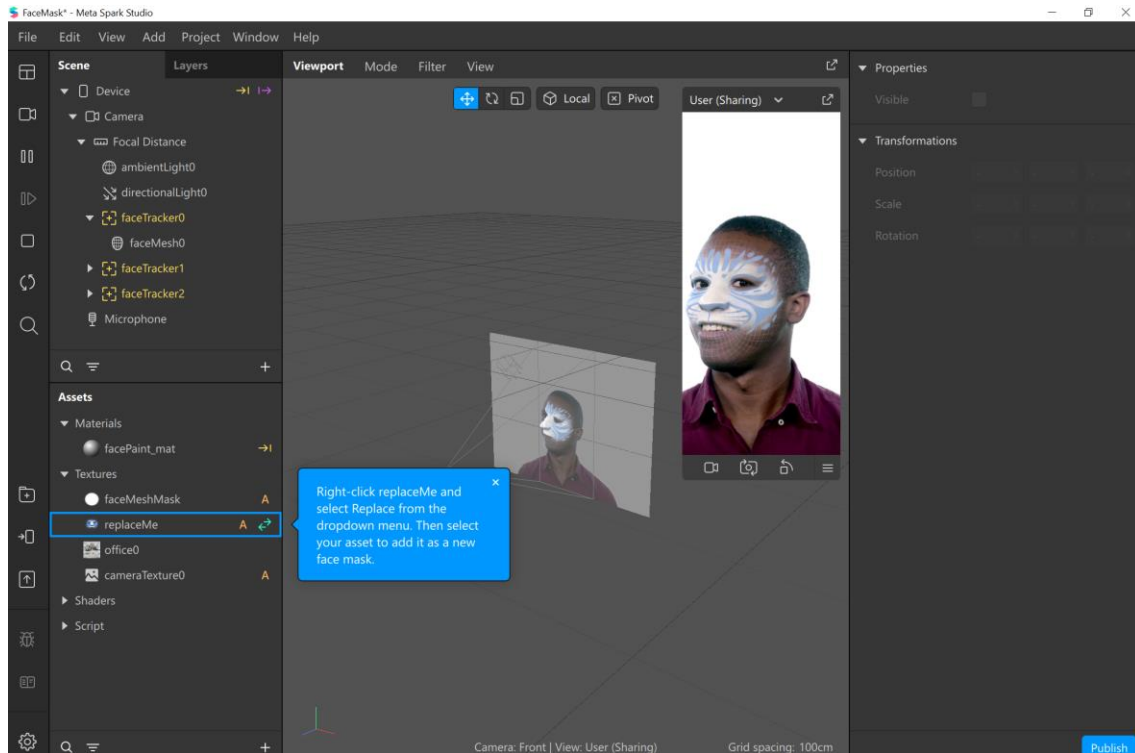 FaceMask* - Meta Spark Studio
File Edit View Add Project Window Help
Scene Layers
Device
Camera
Focal Distance
ambientLight0
directionalLight0
faceTracker0
faceMesh0
faceTracker1
faceTracker2
Microphone
Assets
Materials
facePaint_mat
Textures
faceMeshMask A
replaceMe A
office0
cameraTexture0 A
Shaders
Script
Viewport Mode Filter View
Local Pivot
User (Sharing)
Right-click replaceMe and
select Replace from the
dropdown menu. Then select
your asset to add it as a new
face mask.
Camera: Front | View: User (Sharing) Grid spacing: 100cm
Properties
Visible
Transformations
Position
Scale
Rotation
Publish